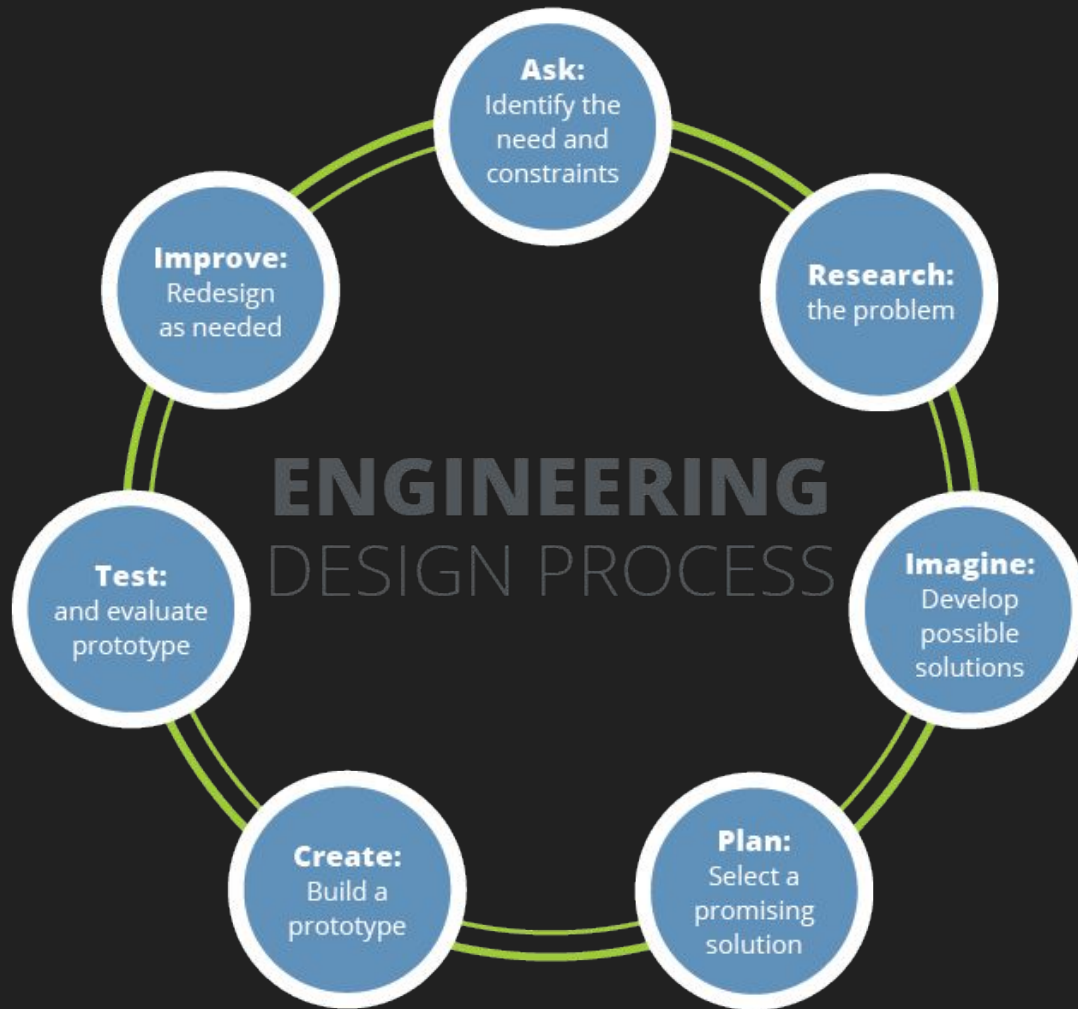 Ask:
Identify the
need and
constraints
Research:
the problem
Imagine:
Develop
possible
solutions
Plan:
Select a
promising
solution
Create:
Build a
prototype
Test:
and evaluate
prototype
Improve:
Redesign
as needed
ENGINEERING
DESIGN PROCESS